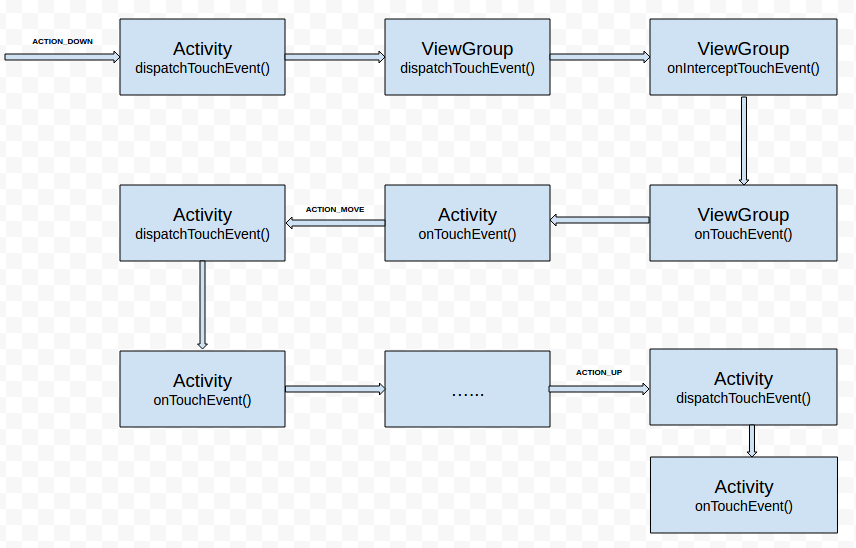 ACTION_DOWN
Activity
dispatchTouchEvent()
ViewGroup
dispatchTouchEvent()
ViewGroup
onInterceptTouchEvent()
ViewGroup
onTouchEvent()
Activity
onTouchEvent()
ACTION_MOVE
Activity
dispatchTouchEvent()
Activity
onTouchEvent()
......
ACTION_UP
Activity
dispatchTouchEvent()
Activity
onTouchEvent()